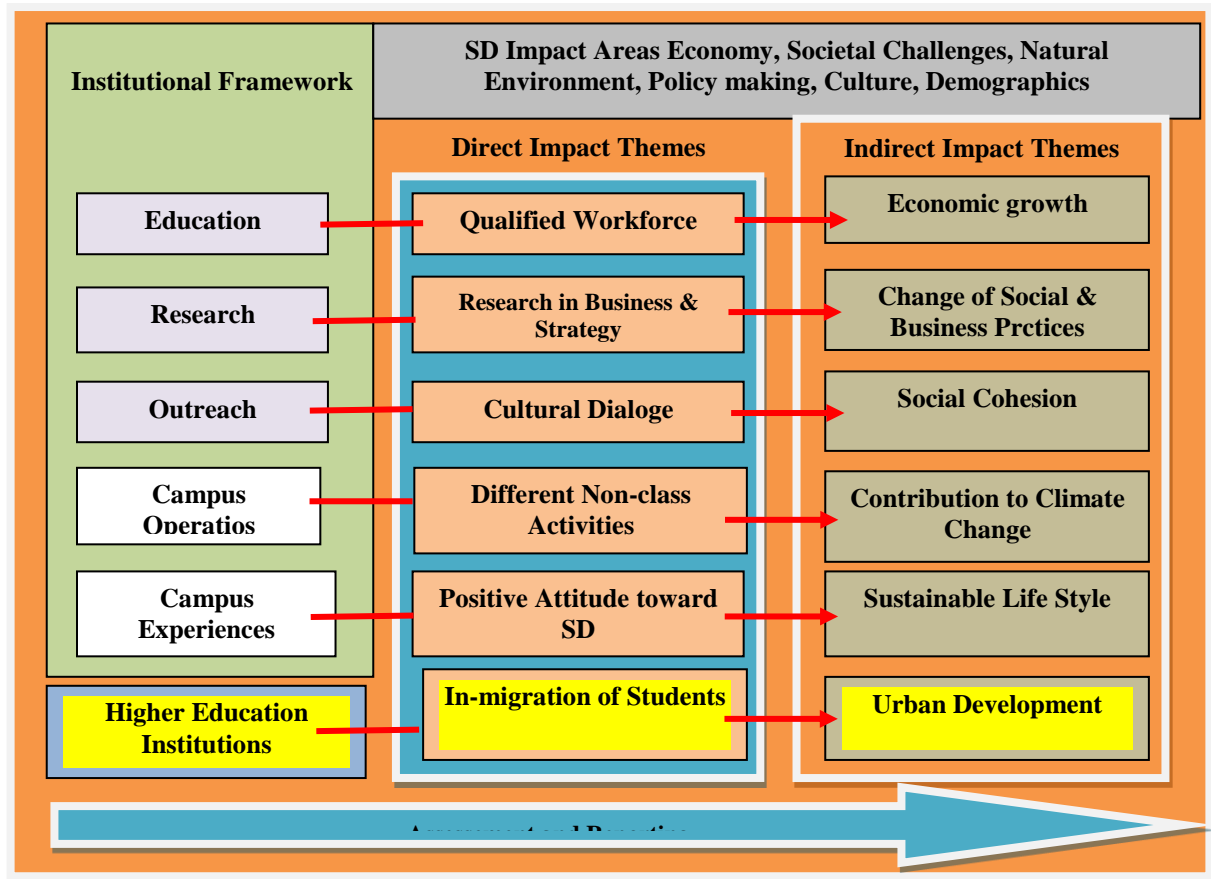 Institutional Framework
SD Impact Areas Economy, Societal Challenges, Natural
Environment, Policy making, Culture, Demographics
Direct Impact Themes
Indirect Impact Themes
Education
Qualified Workforce
Economic growth
Research
Research in Business &
Strategy
Change of Social &
Business Prctices
Outreach
Cultural Dialoge
Social Cohesion
Campus
Operatios
Different Non-class
Activities
Contribution to Climate
Change
Campus
Experiences
Positive Attitude toward
SD
Sustainable Life Style
Higher Education
Institutions
In-migration of Students
Urban Development